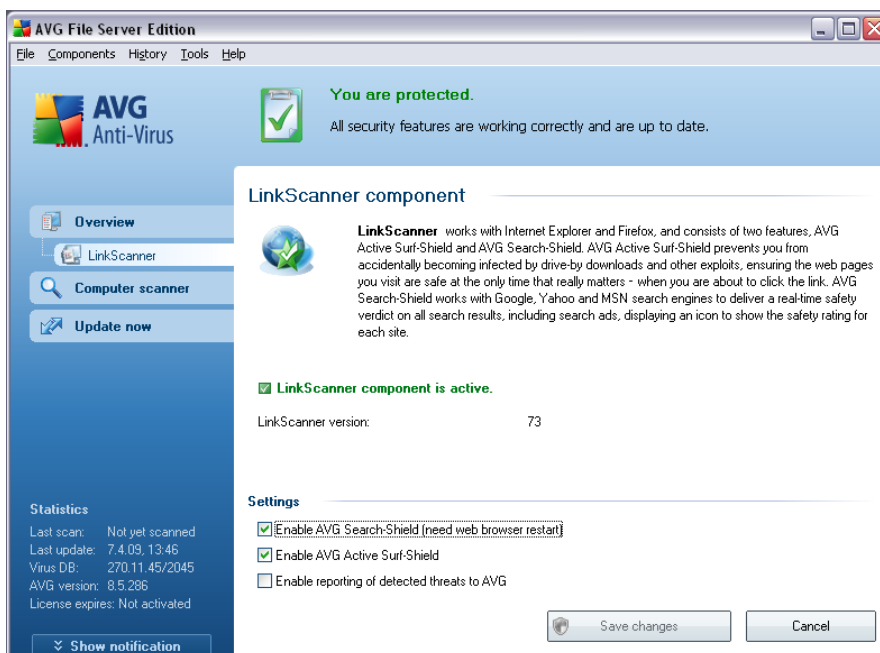 AVG File Server Edition
File Components History Tools Help
AVG
Anti-Virus
You are protected.
All security features are working correctly and are up to date.
Overview
LinkScanner
Computer scanner
Update now
LinkScanner component
LinkScanner works with Internet Explorer and Firefox, and consists of two features, AVG
Active Surf-Shield and AVG Search-Shield. AVG Active Surf-Shield prevents you from
accidentally becoming infected by drive-by downloads and other exploits, ensuring the web pages
you visit are safe at the only time that really matters - when you are about to click the link. AVG
Search-Shield works with Google, Yahoo and MSN search engines to deliver a real-time safety
verdict on all search results, including search ads, displaying an icon to show the safety rating for
each site.
LinkScanner component is active.
LinkScanner version: 73
Settings
Enable AVG Search-Shield (need web browser restart)
Enable AVG Active Surf-Shield
Enable reporting of detected threats to AVG
Save changes Cancel
Statistics
Last scan: Not yet scanned
Last update: 7.4.09, 13:46
Virus DB: 270.11.45/2045
AVG version: 8.5.286
License expires: Not activated
Show notification